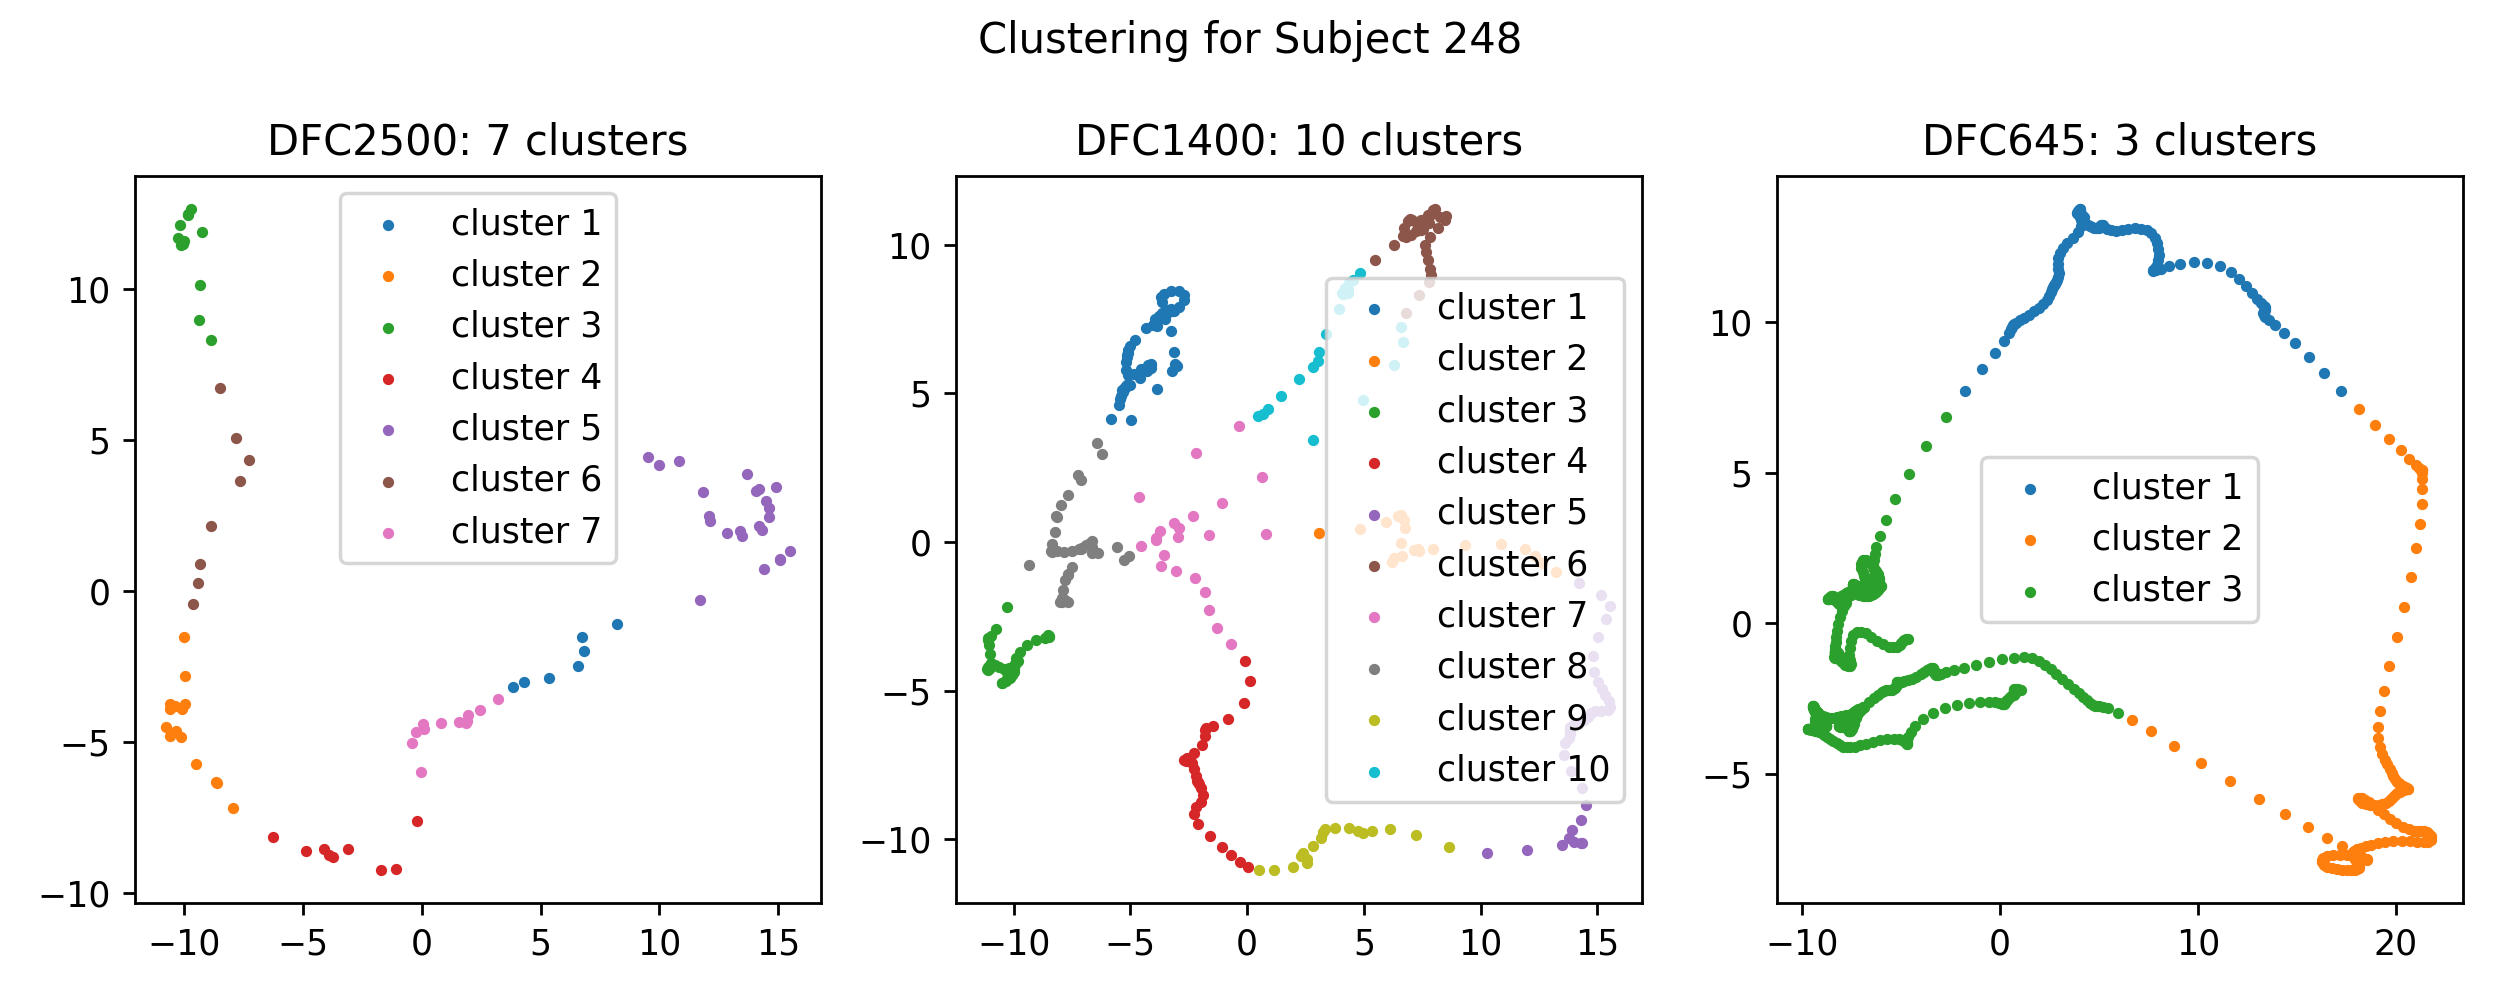 Clustering for Subject 248
DFC2500: 7 clusters
10
5
0
−5
−10
−10 −5 0 5 10 15
cluster 1
cluster 2
cluster 3
cluster 4
cluster 5
cluster 6
cluster 7
DFC1400: 10 clusters
10
5
0
−5
−10
−10 −5 0 5 10 15
cluster 1
cluster 2
cluster 3
cluster 4
cluster 5
cluster 6
cluster 7
cluster 8
cluster 9
cluster 10
DFC645: 3 clusters
10
5
0
−5
−10 0 10 20
cluster 1
cluster 2
cluster 3